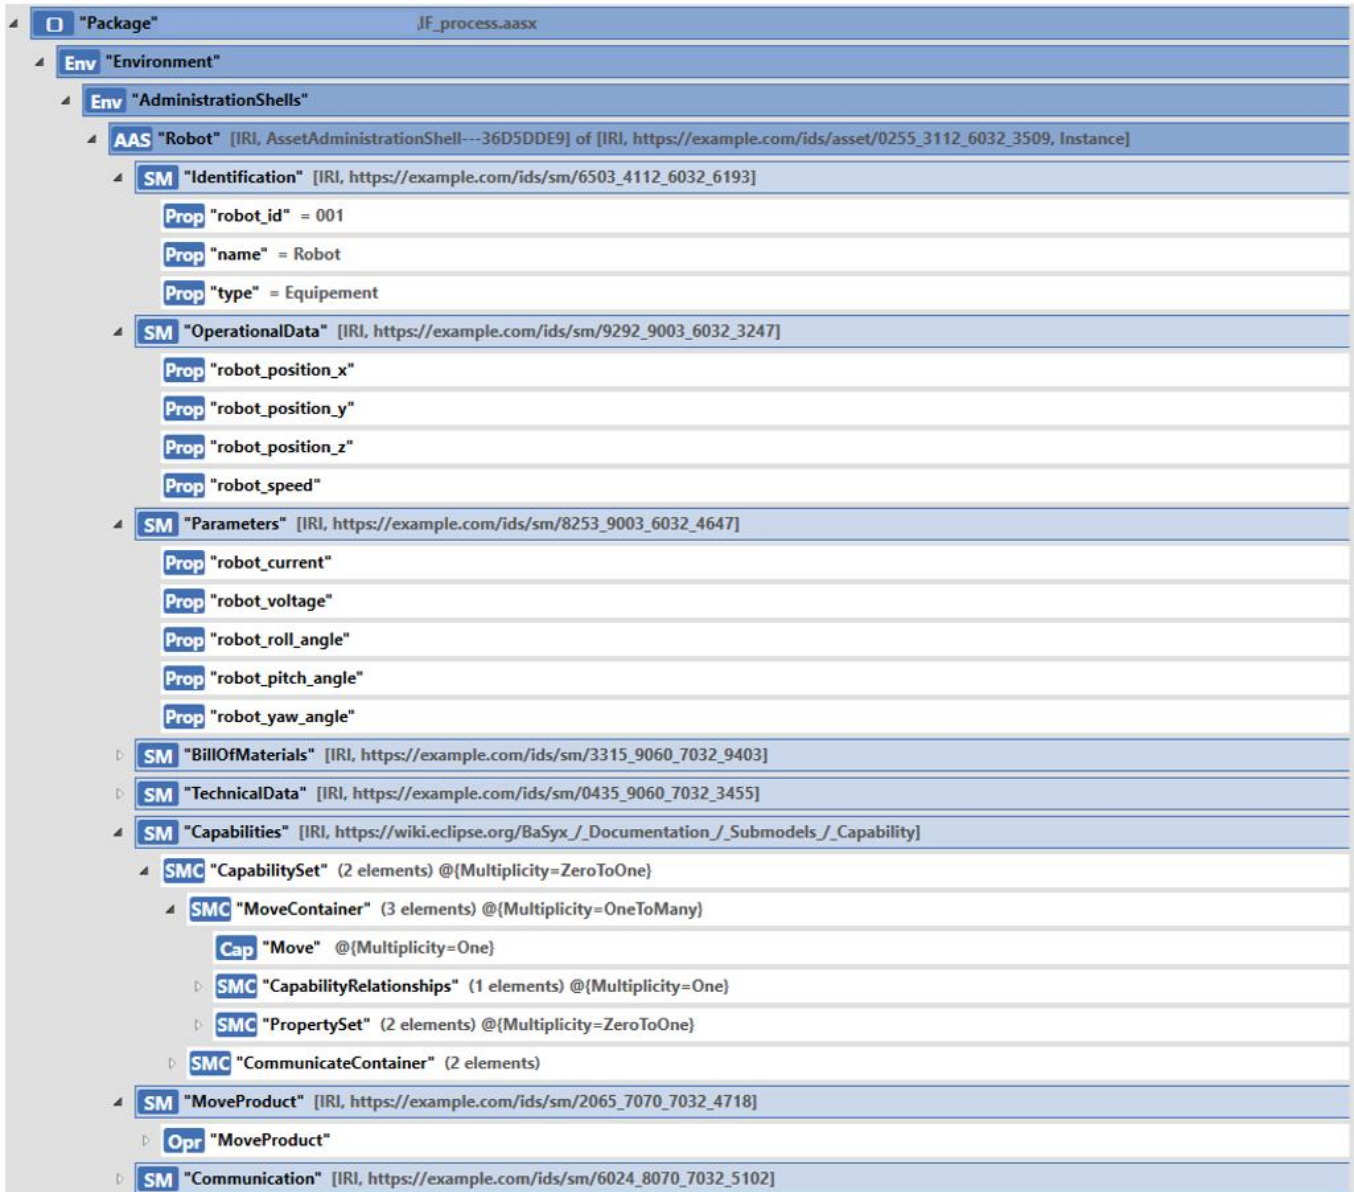 "Package" IF_process.aasx
Env "Environment"
Env "AdministrationShells"
AAS "Robot" [IRI, AssetAdministrationShell---36D5DDE9] of [IRI, https://example.com/ids/asset/0255_3112_6032_3509, Instance]
SM "Identification" [IRI, https://example.com/ids/sm/6503_4112_6032_6193]
Prop "robot_id" = 001
Prop "name" = Robot
Prop "type" = Equipement
SM "OperationalData" [IRI, https://example.com/ids/sm/9292_9003_6032_3247]
Prop "robot_position_x"
Prop "robot_position_y"
Prop "robot_position_z"
Prop "robot_speed"
SM "Parameters" [IRI, https://example.com/ids/sm/8253_9003_6032_4647]
Prop "robot_current"
Prop "robot_voltage"
Prop "robot_roll_angle"
Prop "robot_pitch_angle"
Prop "robot_yaw_angle"
SM "BillOfMaterials" [IRI, https://example.com/ids/sm/3315_9060_7032_9403]
SM "TechnicalData" [IRI, https://example.com/ids/sm/0435_9060_7032_3455]
SM "Capabilities" [IRI, https://wiki.eclipse.org/BaSyx_/_Documentation_/_Submodels_/_Capability]
SMC "CapabilitySet" (2 elements) @{Multiplicity=ZeroToOne}
SMC "MoveContainer" (3 elements) @{Multiplicity=OneToMany}
Cap "Move" @{Multiplicity=One}
SMC "CapabilityRelationships" (1 elements) @{Multiplicity=One}
SMC "PropertySet" (2 elements) @{Multiplicity=ZeroToOne}
SMC "CommunicateContainer" (2 elements)
SM "MoveProduct" [IRI, https://example.com/ids/sm/2065_7070_7032_4718]
Opr "MoveProduct"
SM "Communication" [IRI, https://example.com/ids/sm/6024_8070_7032_5102]